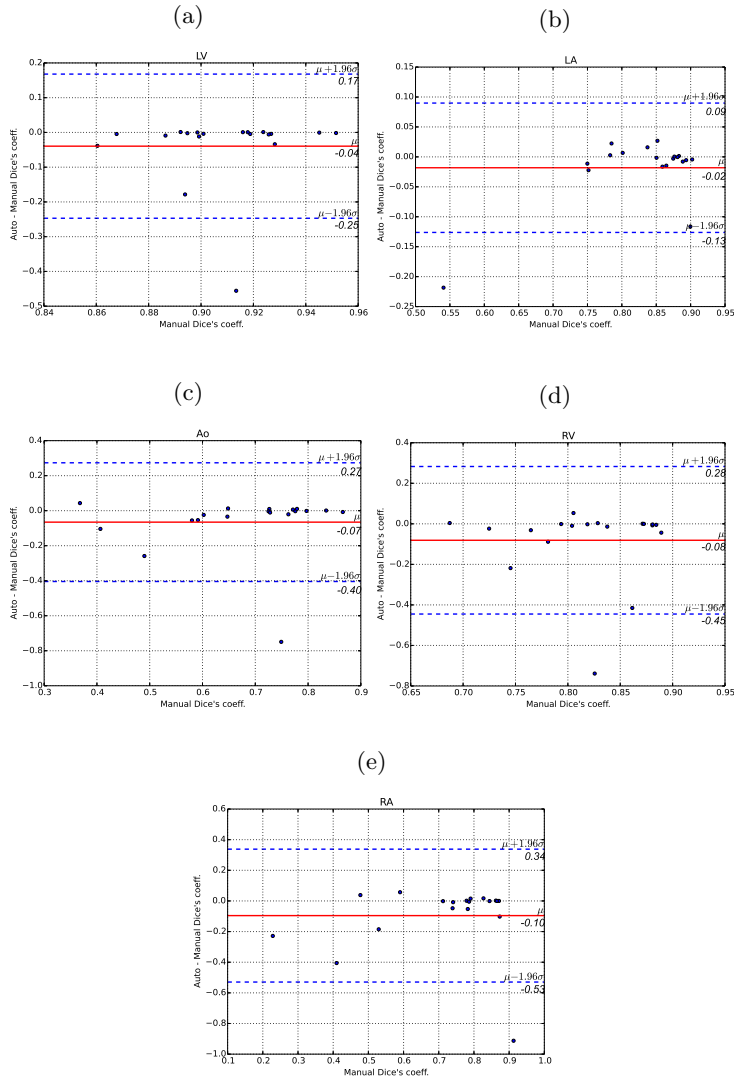 (a)
LV
0.2
0.1
0.0
−0.1
−0.2
−0.3
−0.4
−0.5
Auto - Manual Dice's coeff.
μ+1.96σ
0.17
μ
-0.04
μ−1.96σ
-0.25
0.84 0.86 0.88 0.90 0.92 0.94 0.96
Manual Dice's coeff.
(b)
LA
0.15
0.10
0.05
0.00
−0.05
−0.10
−0.15
−0.20
−0.25
Auto - Manual Dice's coeff.
μ+1.96σ
0.09
μ
-0.02
μ−1.96σ
-0.13
0.50 0.55 0.60 0.65 0.70 0.75 0.80 0.85 0.90 0.95
Manual Dice's coeff.
(c)
Ao
0.4
0.2
0.0
−0.2
−0.4
−0.6
−0.8
−1.0
Auto - Manual Dice's coeff.
μ+1.96σ
0.27
μ
-0.07
μ−1.96σ
-0.40
0.3 0.4 0.5 0.6 0.7 0.8 0.9
Manual Dice's coeff.
(d)
RV
0.4
0.2
0.0
−0.2
−0.4
−0.6
−0.8
Auto - Manual Dice's coeff.
μ+1.96σ
0.28
μ
-0.08
μ−1.96σ
-0.45
0.65 0.70 0.75 0.80 0.85 0.90 0.95
Manual Dice's coeff.
(e)
RA
0.6
0.4
0.2
0.0
−0.2
−0.4
−0.6
−0.8
−1.0
Auto - Manual Dice's coeff.
μ+1.96σ
0.34
μ
-0.10
μ−1.96σ
-0.53
0.1 0.2 0.3 0.4 0.5 0.6 0.7 0.8 0.9 1.0
Manual Dice's coeff.